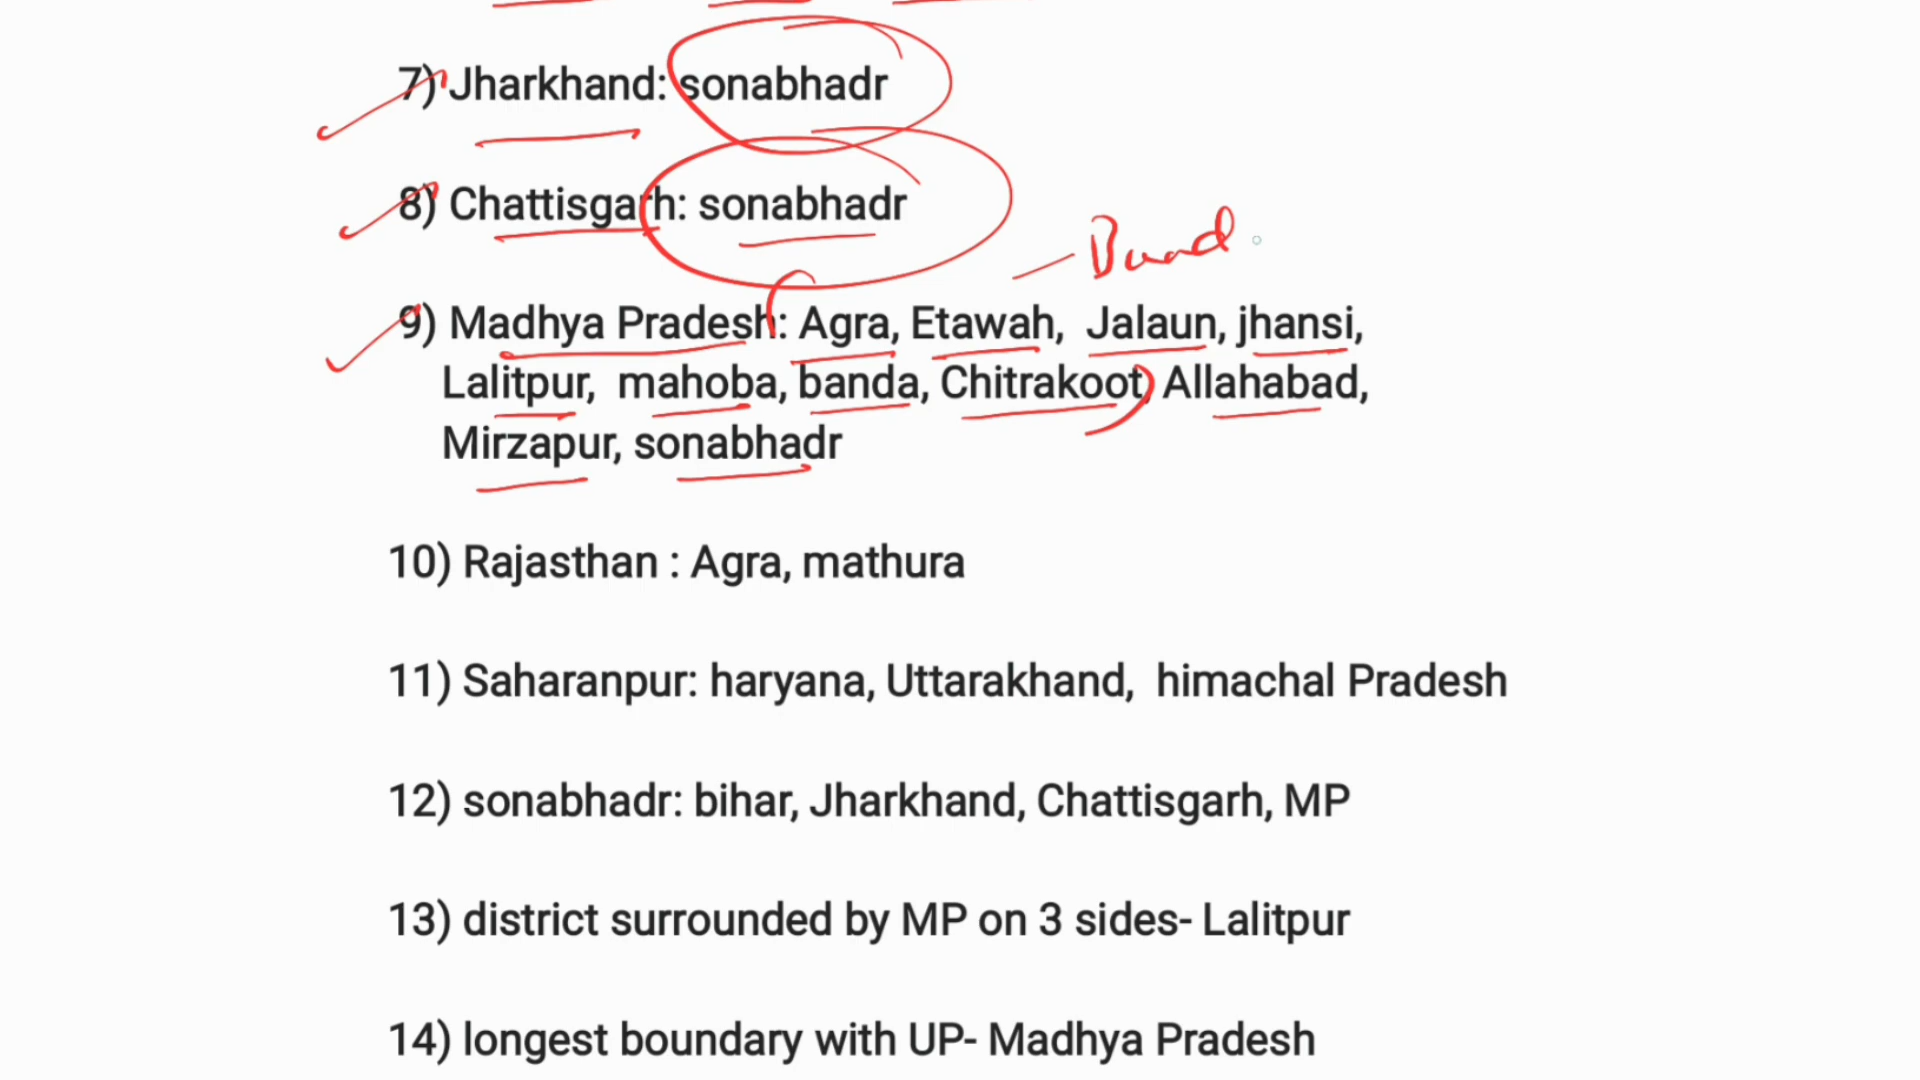 7) Jharkhand: sonabhadr
8) Chattisgarh: sonabhadr
Bund
9) Madhya Pradesh: Agra, Etawah, Jalaun, jhansi,
Lalitpur, mahoba, banda, Chitrakoot, Allahabad,
Mirzapur, sonabhadr
10) Rajasthan : Agra, mathura
11) Saharanpur: haryana, Uttarakhand, himachal Pradesh
12) sonabhadr: bihar, Jharkhand, Chattisgarh, MP
13) district surrounded by MP on 3 sides- Lalitpur
14) longest boundary with UP- Madhya Pradesh